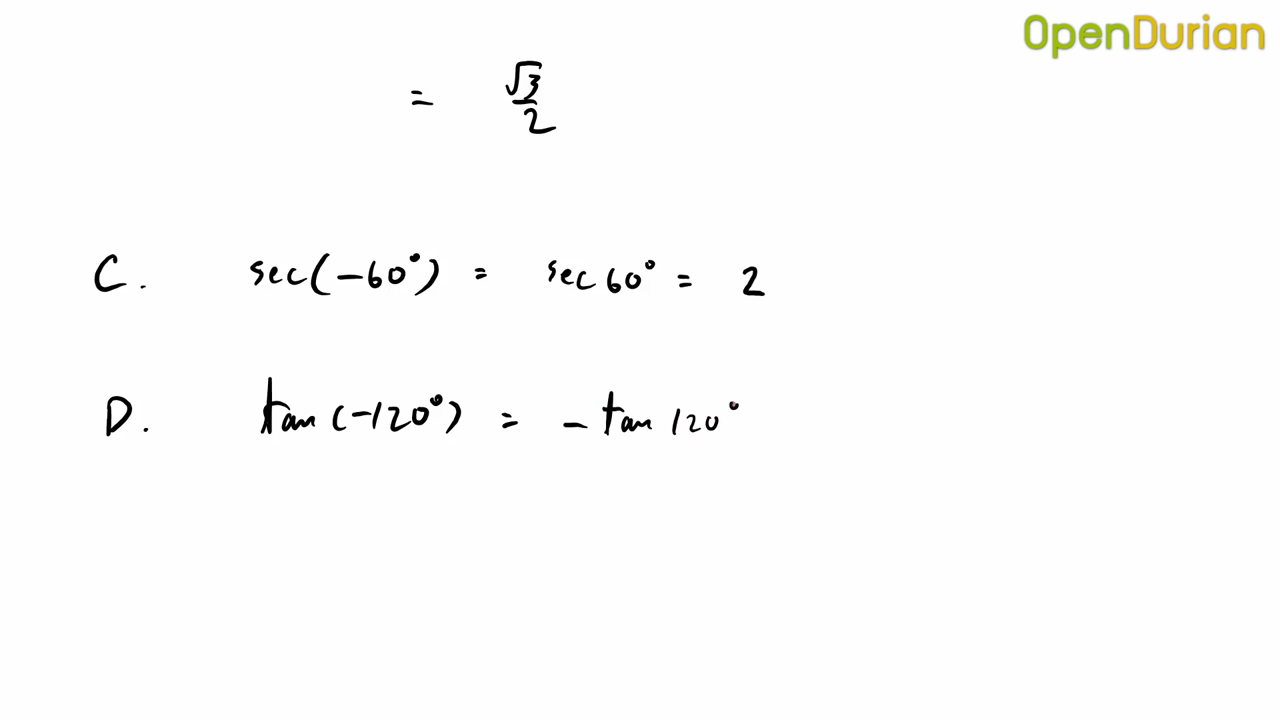 OpenDurian
= √3/2
C. sec(-60°) = sec 60° = 2
D. tan(-120°) = - tan 120°